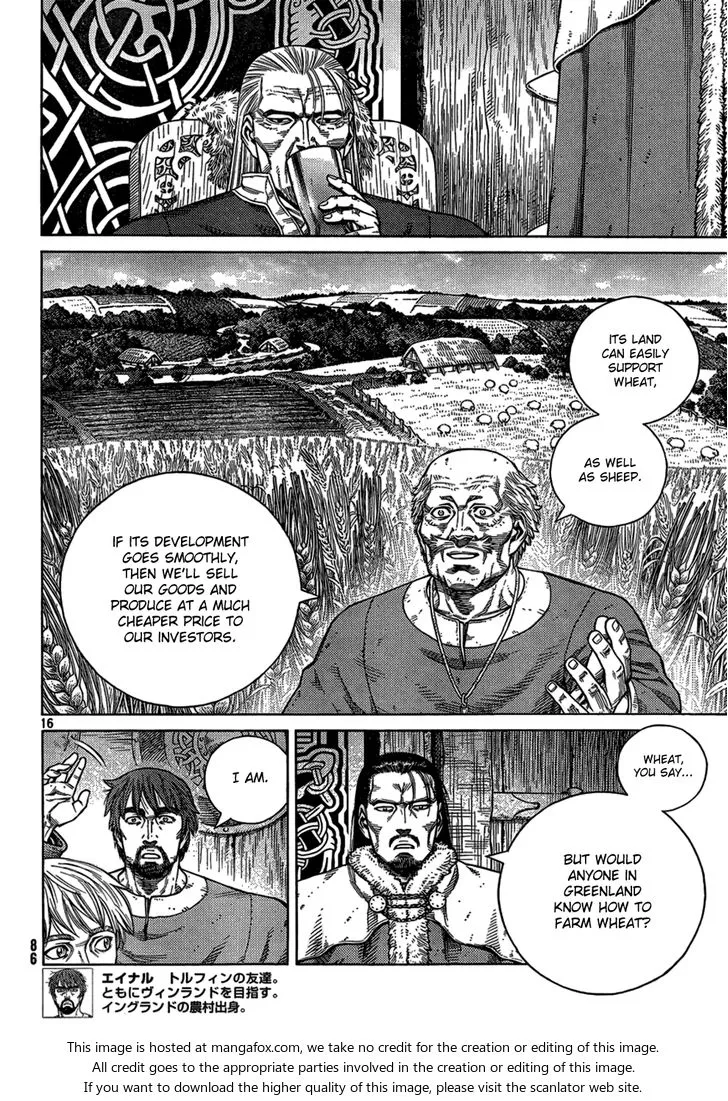 ITS LAND
CAN EASILY
SUPPORT
WHEAT,
AS WELL
AS SHEEP.
IF ITS DEVELOPMENT
GOES SMOOTHLY,
THEN WE'LL SELL
OUR GOODS AND
PRODUCE AT A MUCH
CHEAPER PRICE TO
OUR INVESTORS.
16
WHEAT,
YOU SAY...
BUT WOULD
ANYONE IN
GREENLAND
KNOW HOW TO
FARM WHEAT?
I AM.
86
エイナル トルフィンの友達。
ともにヴィンランドを目指す。
イングランドの農村出身。
This image is hosted at mangafox.com, we take no credit for the creation or editing of this image.
All credit goes to the appropriate parties involved in the creation or editing of this image.
If you want to download the higher quality of this image, please visit the scanlator web site.